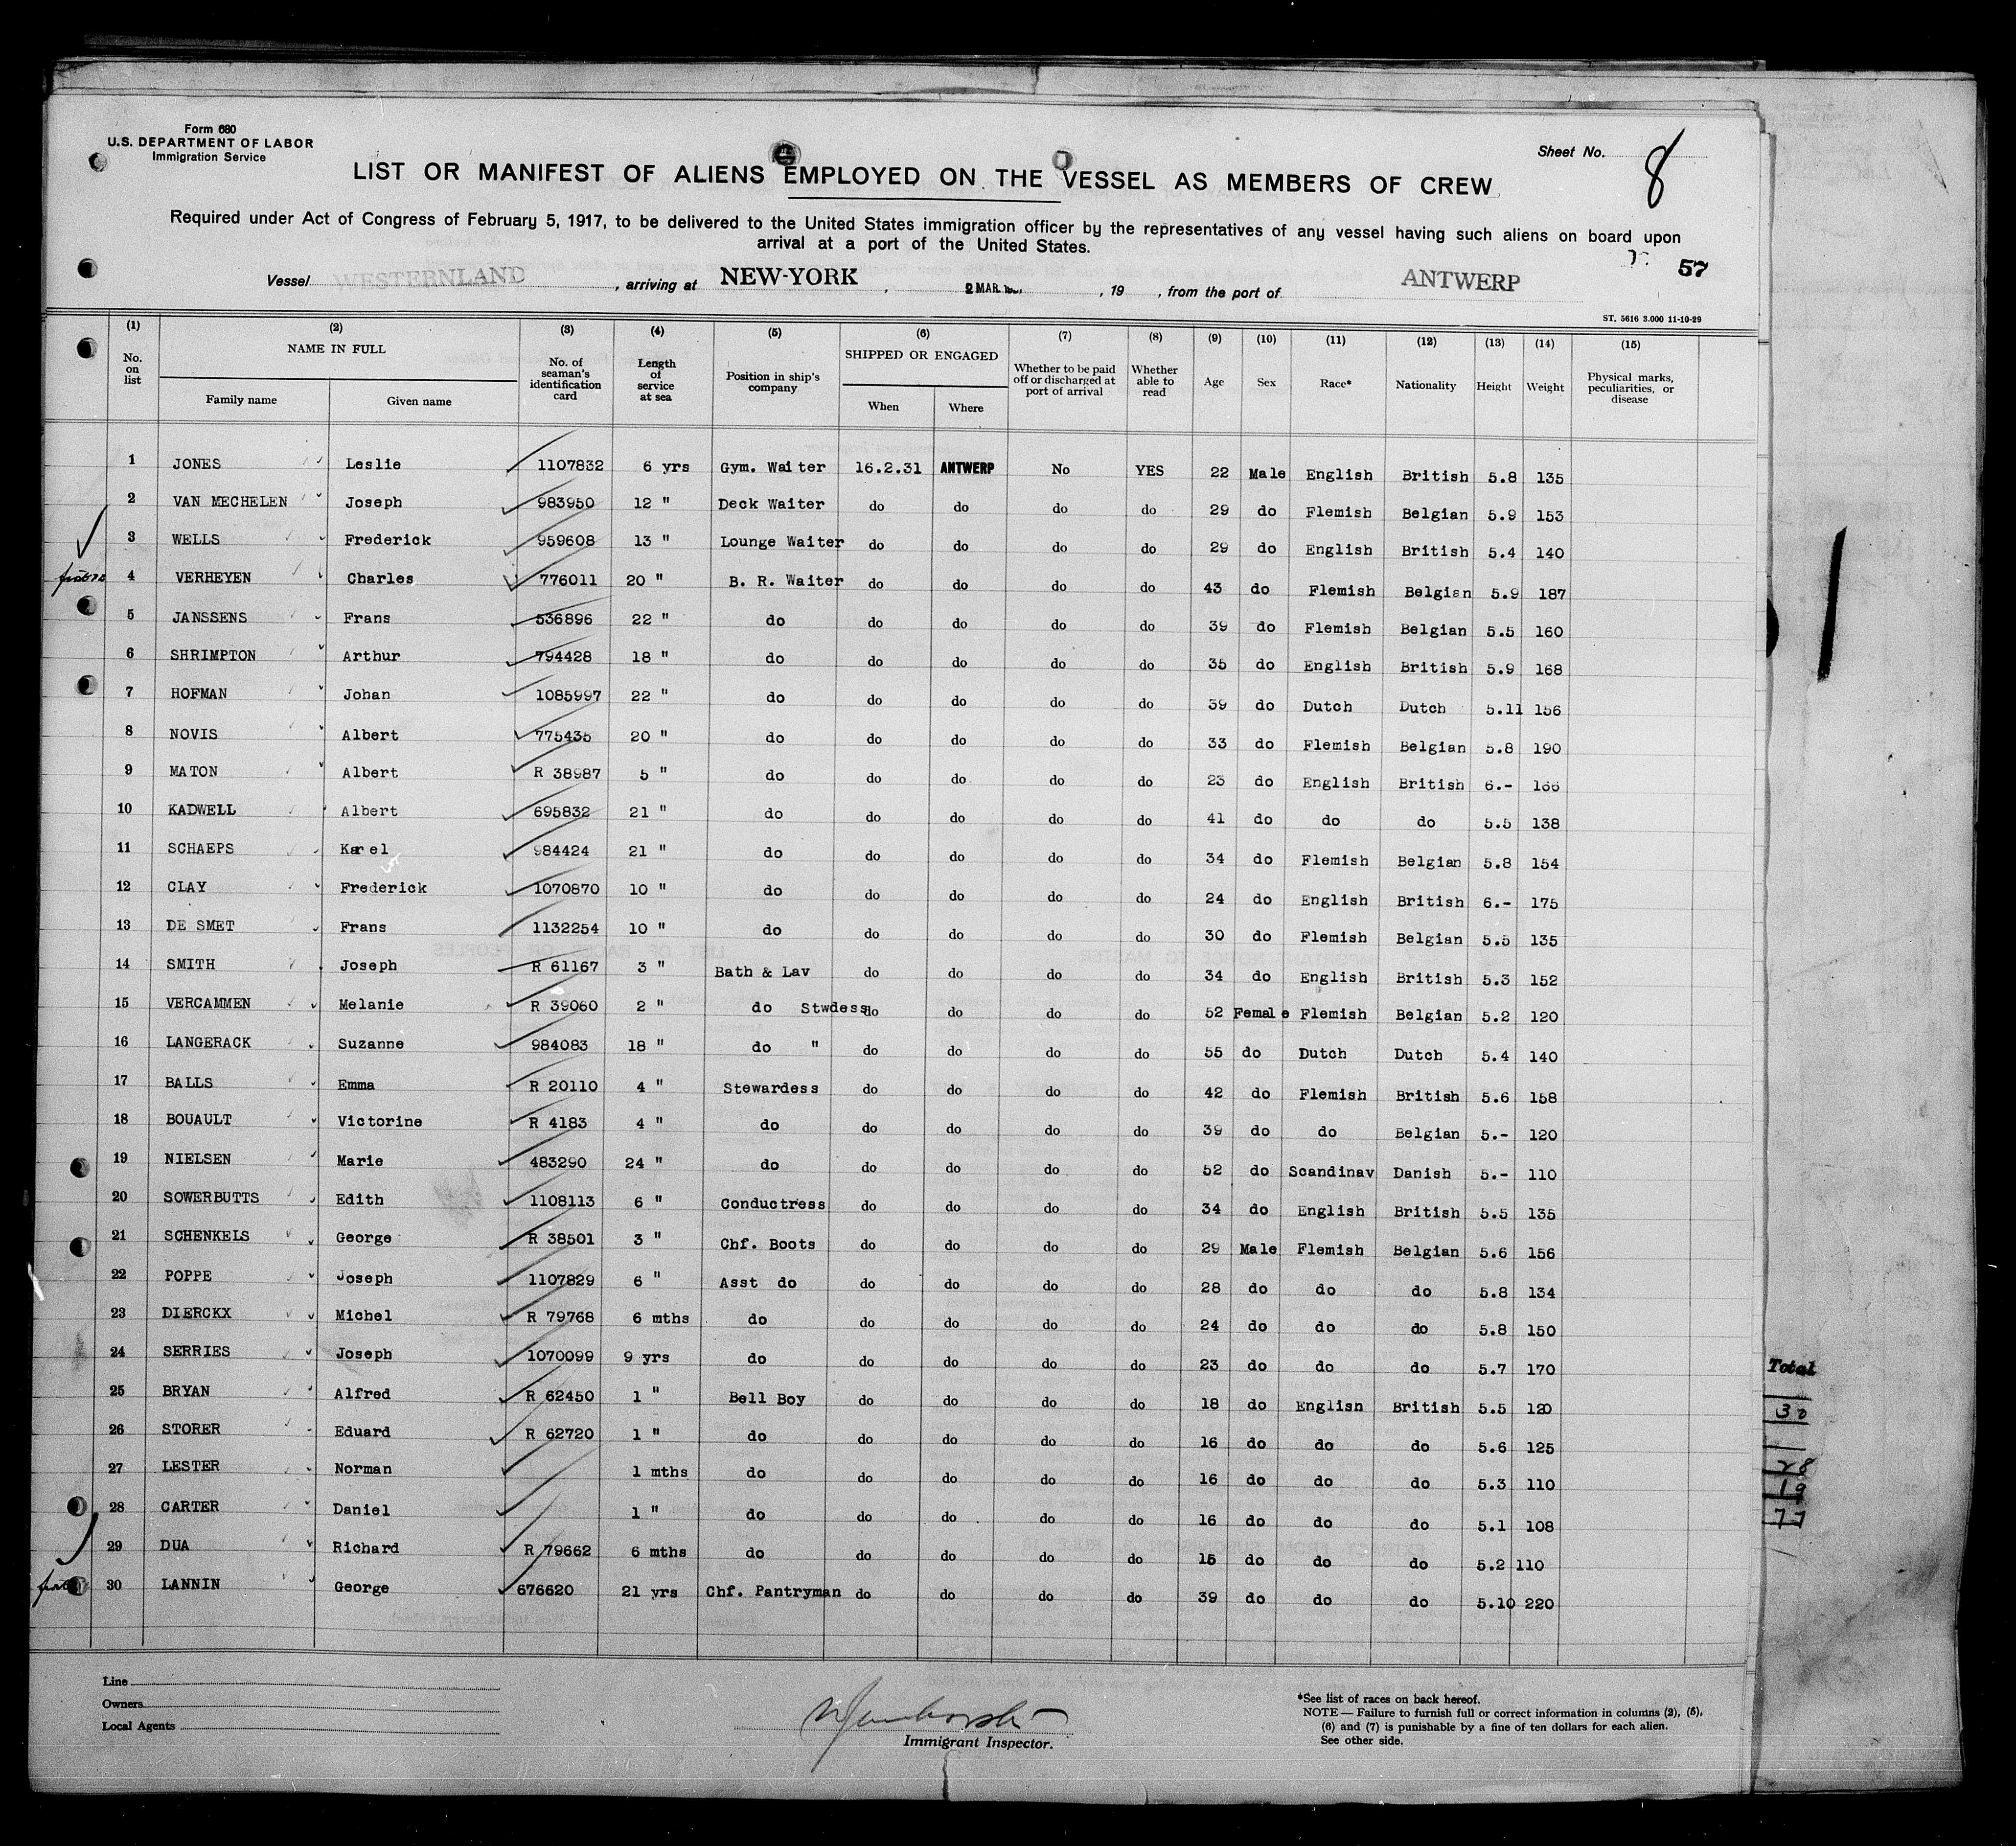 Form 680
U.S. DEPARTMENT OF LABOR
Immigration Service
Sheet No. 8
LIST OR MANIFEST OF ALIENS EMPLOYED ON THE VESSEL AS MEMBERS OF CREW
Required under Act of Congress of February 5, 1917, to be delivered to the United States immigration officer by the representatives of any vessel having such aliens on board upon
arrival at a port of the United States.
57
Vessel WESTERNLAND, arriving at NEW-YORK, 2 MAR. , 19 , from the port of ANTWERP
ST. 5616 3.000 11-10-29
(1) (2) (3) (4) (5) (6) (7) (8) (9) (10) (11) (12) (13) (14) (15)
No. on list NAME IN FULL Family name Given name No. of seaman's identification card Length of service at sea Position in ship's company SHIPPED OR ENGAGED When Where Whether to be paid off or discharged at port of arrival Whether able to read Age Sex Race* Nationality Height Weight Physical marks, peculiarities, or disease
1 JONES Leslie 1107832 6 yrs Gym. Waiter 16.2.31 ANTWERP No YES 22 Male English British 5.8 135
2 VAN MECHELEN Joseph 983950 12 " Deck Waiter do do do do 29 do Flemish Belgian 5.9 153
3 WELLS Frederick 959608 13 " Lounge Waiter do do do do 29 do English British 5.4 140
4 VERHEYEN Charles 776011 20 " B. R. Waiter do do do do 43 do Flemish Belgian 5.9 187
5 JANSSENS Frans 536896 22 " do do do do do 39 do Flemish Belgian 5.5 160
6 SHRIMPTON Arthur 794428 18 " do do do do do 35 do English British 5.9 168
7 HOFMAN Johan 1085997 22 " do do do do do 39 do Dutch Dutch 5.11 156
8 NOVIS Albert 775435 20 " do do do do do 33 do Flemish Belgian 5.8 190
9 MATON Albert R 38987 5 " do do do do do 23 do English British 6.- 166
10 KADWELL Albert 695832 21 " do do do do do 41 do do do 5.5 138
11 SCHAEPS Karel 984424 21 " do do do do do 34 do Flemish Belgian 5.8 154
12 CLAY Frederick 1070870 10 " do do do do do 24 do English British 6.- 175
13 DE SMET Frans 1132254 10 " do do do do do 30 do Flemish Belgian 5.5 135
14 SMITH Joseph R 61167 3 " Bath & Lav do do do do 34 do English British 5.3 152
15 VERCAMMEN Melanie R 39060 2 " do Stwdess do do do do 52 Female Flemish Belgian 5.2 120
16 LANGERACK Suzanne 984083 18 " do " do do do do 55 do Dutch Dutch 5.4 140
17 BALLS Emma R 20110 4 " Stewardess do do do do 42 do Flemish British 5.6 158
18 BOUAULT Victorine R 4183 4 " do do do do do 39 do do Belgian 5.- 120
19 NIELSEN Marie 483290 24 " do do do do do 52 do Scandinav Danish 5.- 110
20 SOWERBUTTS Edith 1108113 6 " Conductress do do do do 34 do English British 5.5 135
21 SCHENKELS George R 38501 3 " Chf. Boots do do do do 29 Male Flemish Belgian 5.6 156
22 POPPE Joseph 1107829 6 " Asst do do do do do 28 do do do 5.8 134
23 DIERCKX Michel R 79768 6 mths do do do do do 24 do do do 5.8 150
24 SERRIES Joseph 1070099 9 yrs do do do do do 23 do do do 5.7 170
25 BRYAN Alfred R 62450 1 " Bell Boy do do do do 18 do English British 5.5 120
26 STORER Eduard R 62720 1 " do do do do do 16 do do do 5.6 125
27 LESTER Norman 1 mths do do do do do 16 do do do 5.3 110
28 CARTER Daniel 1 " do do do do do 16 do do do 5.1 108
29 DUA Richard R 79662 6 mths do do do do do 15 do do do 5.2 110
30 LANNIN George 676620 21 yrs Chf. Pantryman do do do do 39 do do do 5.10 220
Total
30
28
19
77
Line
Owners
Local Agents
Immigrant Inspector.
*See list of races on back hereof.
NOTE — Failure to furnish full or correct information in columns (2), (5),
(6) and (7) is punishable by a fine of ten dollars for each alien.
See other side.